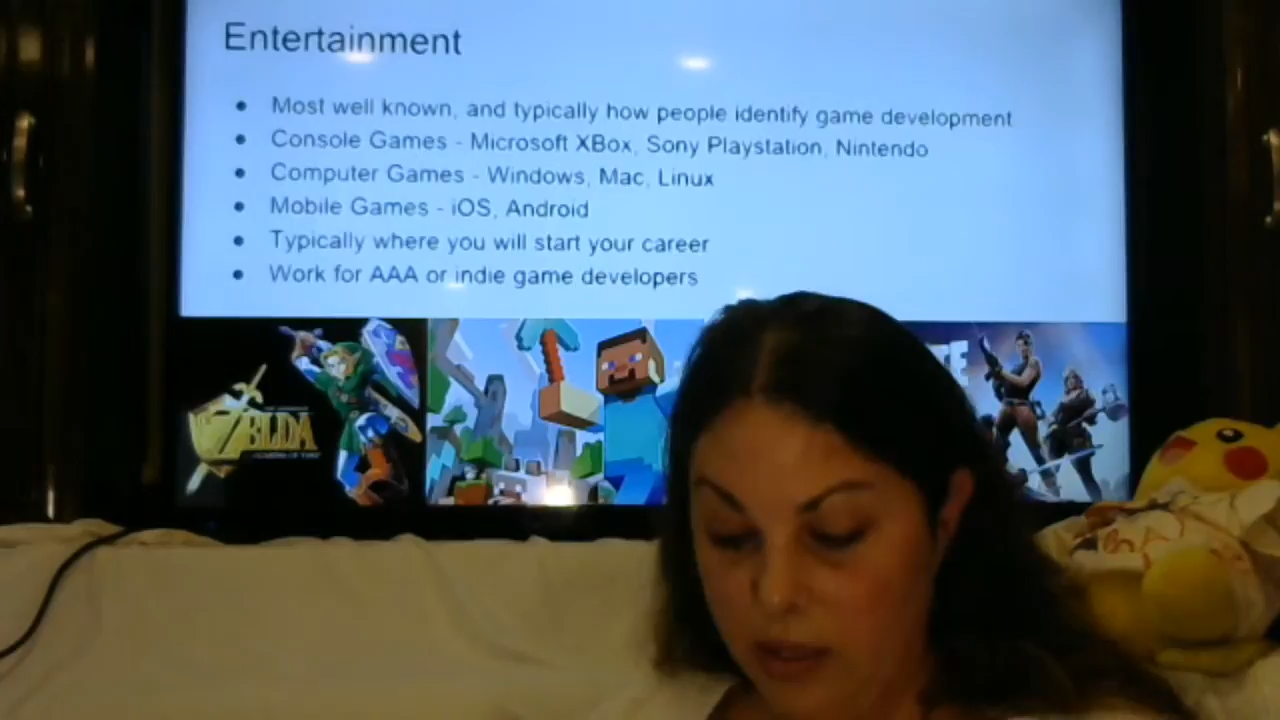 Entertainment
Most well known, and typically how people identify game development
Console Games - Microsoft XBox, Sony Playstation, Nintendo
Computer Games - Windows, Mac, Linux
Mobile Games - iOS, Android
Typically where you will start your career
Work for AAA or indie game developers
ZELDA